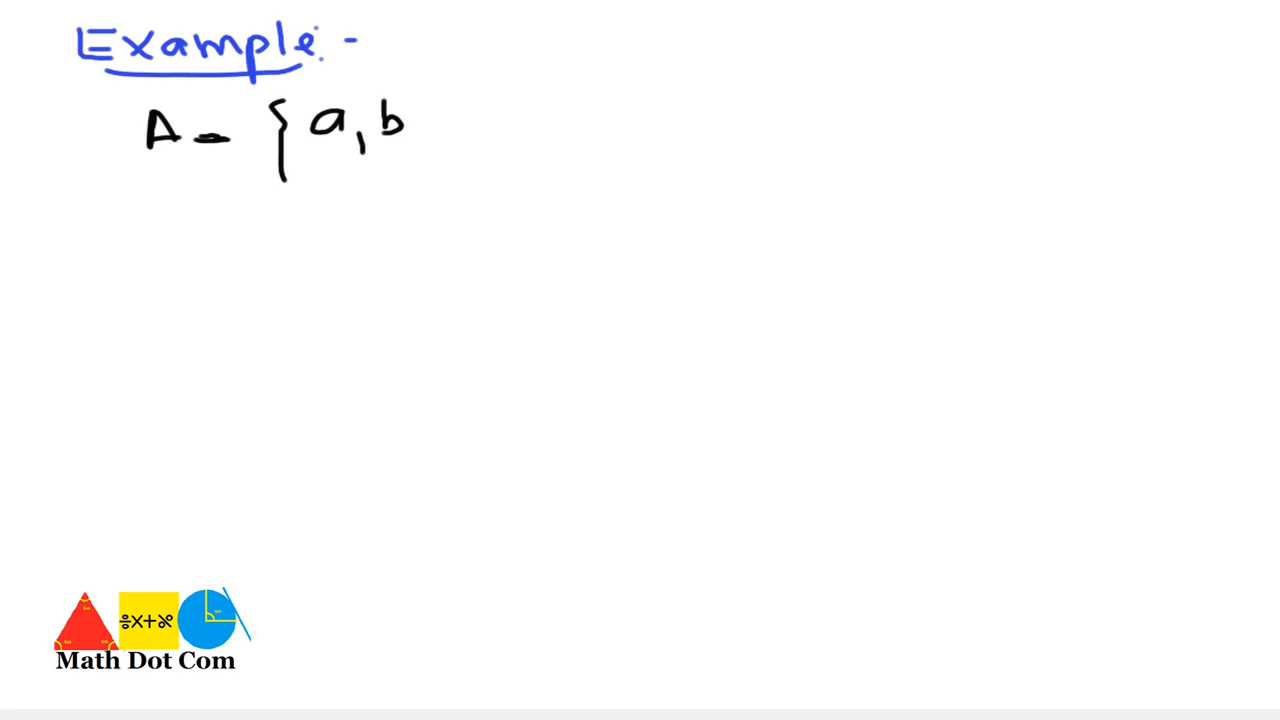 Example:-
A = { a, b
÷x+%
Math Dot Com